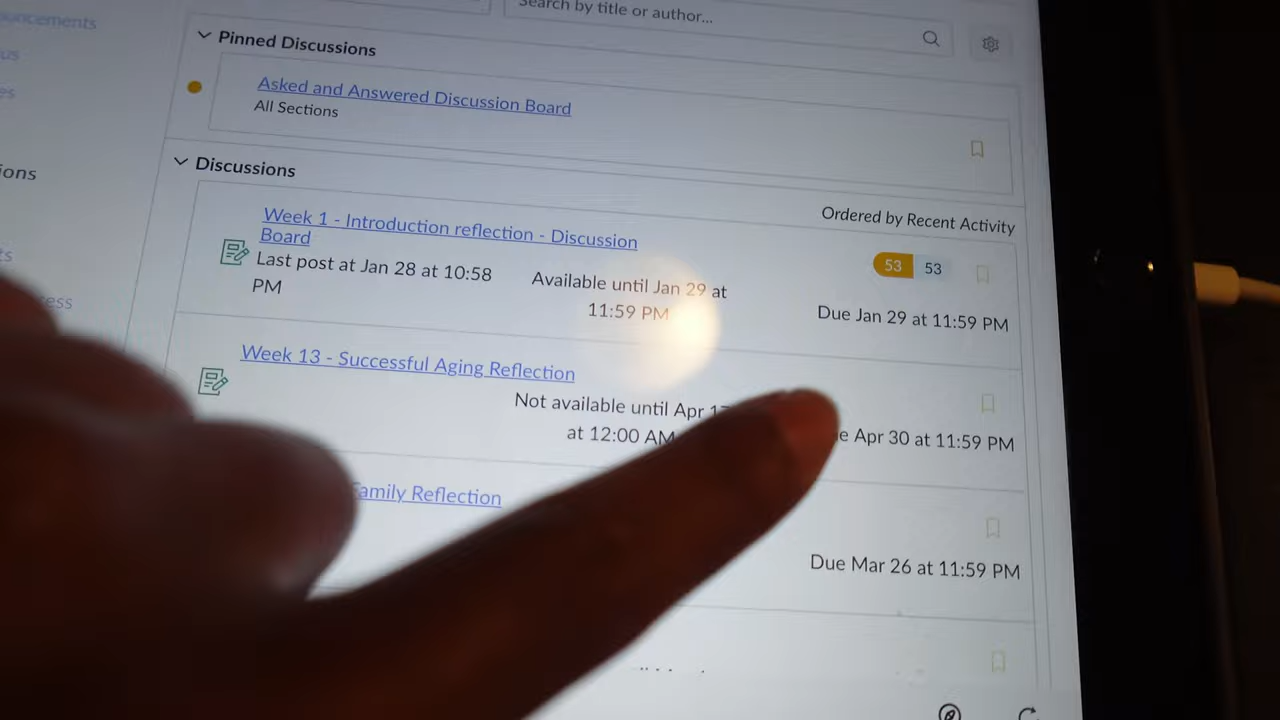 Search by title or author...
Pinned Discussions
Asked and Answered Discussion Board
All Sections
Discussions
ions
Ordered by Recent Activity
Week 1 - Introduction reflection - Discussion
Board
53 53
Last post at Jan 28 at 10:58
PM
Available until Jan 29 at
11:59 PM
Due Jan 29 at 11:59 PM
Week 13 - Successful Aging Reflection
Not available until Apr
at 12:00 AM
Apr 30 at 11:59 PM
Family Reflection
Due Mar 26 at 11:59 PM